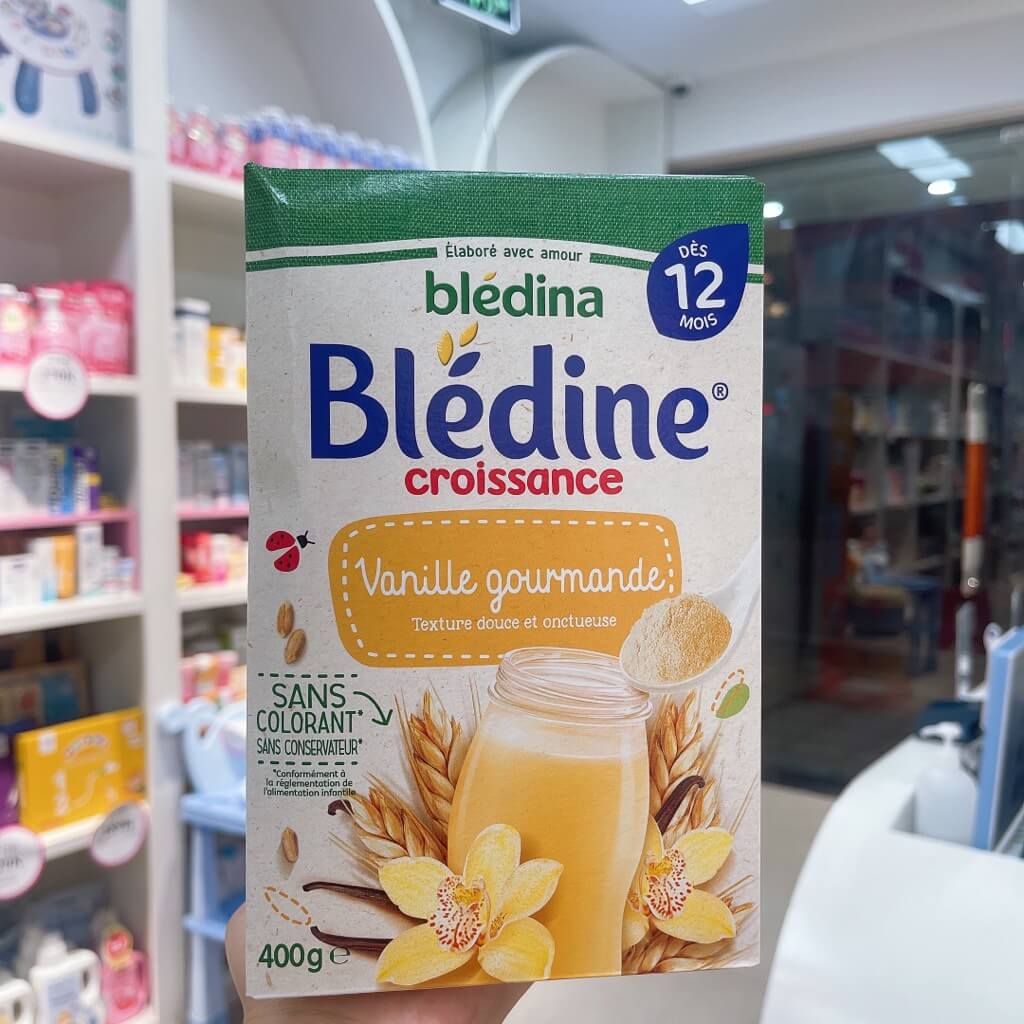 Élaboré avec amour
blédina
DÈS
12
MOIS
Blédine®
croissance
Vanille gourmande
Texture douce et onctueuse
SANS
COLORANT*
SANS CONSERVATEUR*
*Conformément à
la réglementation de
l'alimentation infantile
400g e